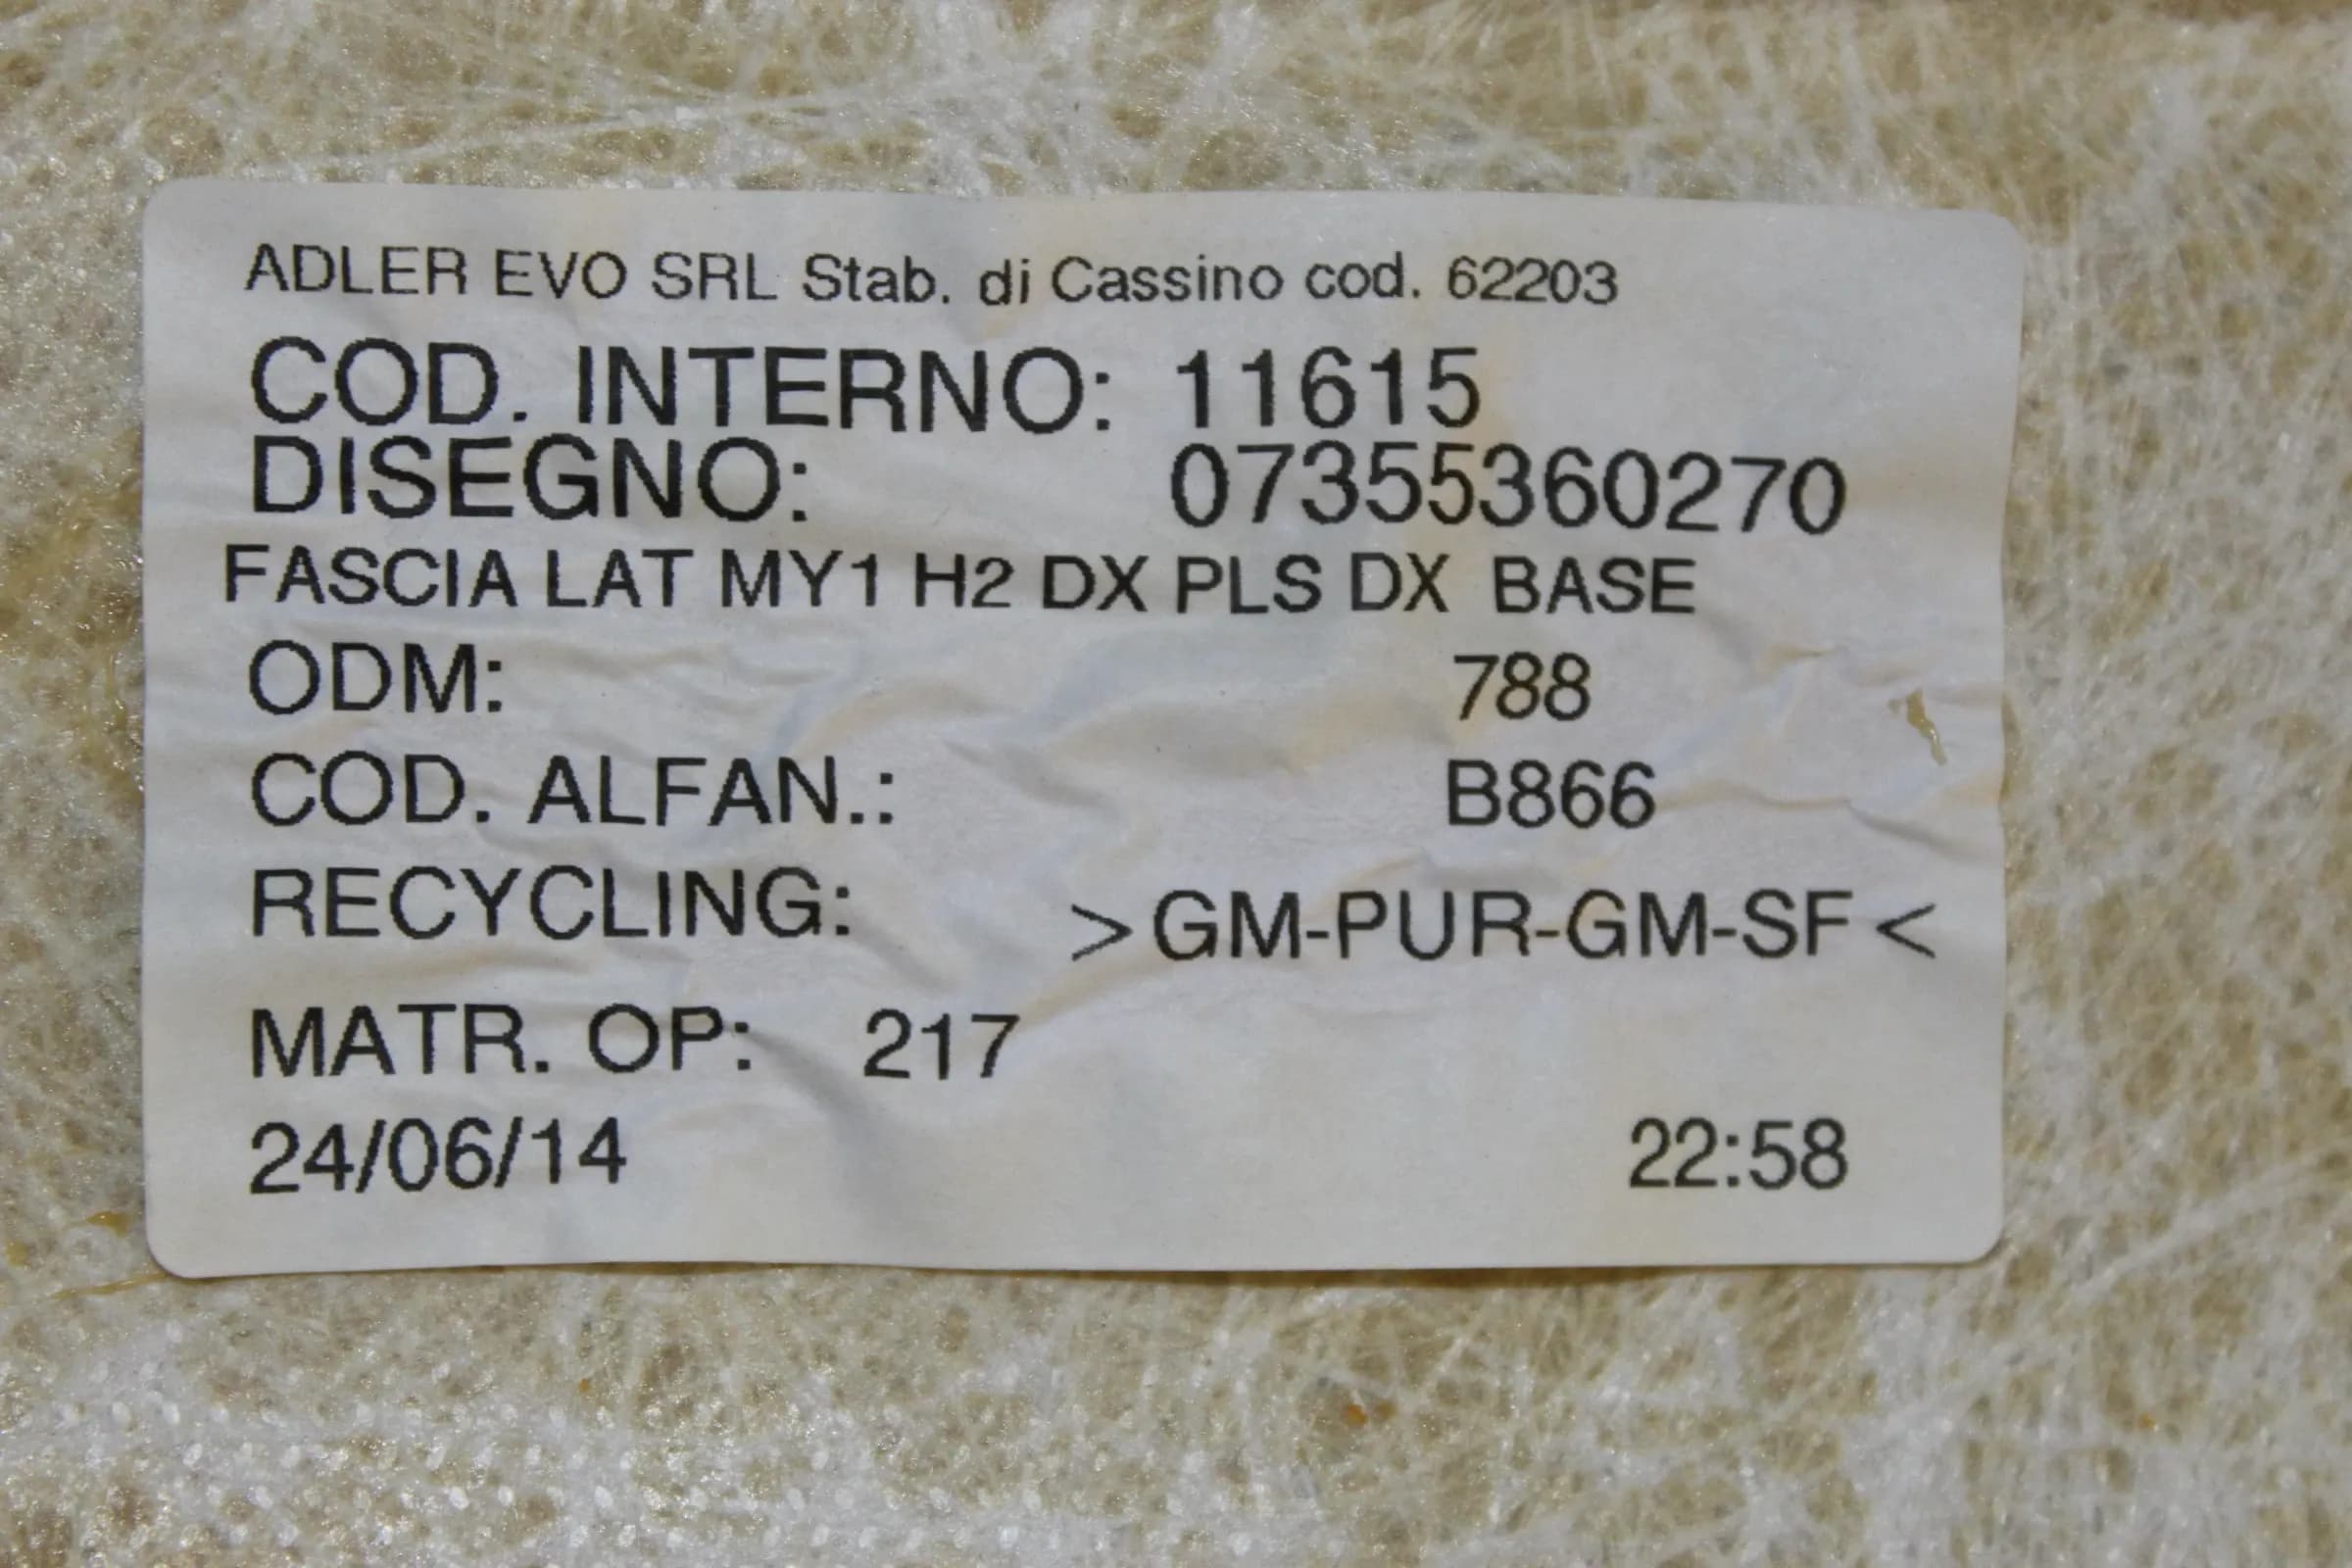 ADLER EVO SRL Stab. di Cassino cod. 62203
COD. INTERNO: 11615
DISEGNO: 07355360270
FASCIA LAT MY1 H2 DX PLS DX BASE
ODM: 788
COD. ALFAN.: B866
RECYCLING: >GM-PUR-GM-SF<
MATR. OP: 217
24/06/14 22:58